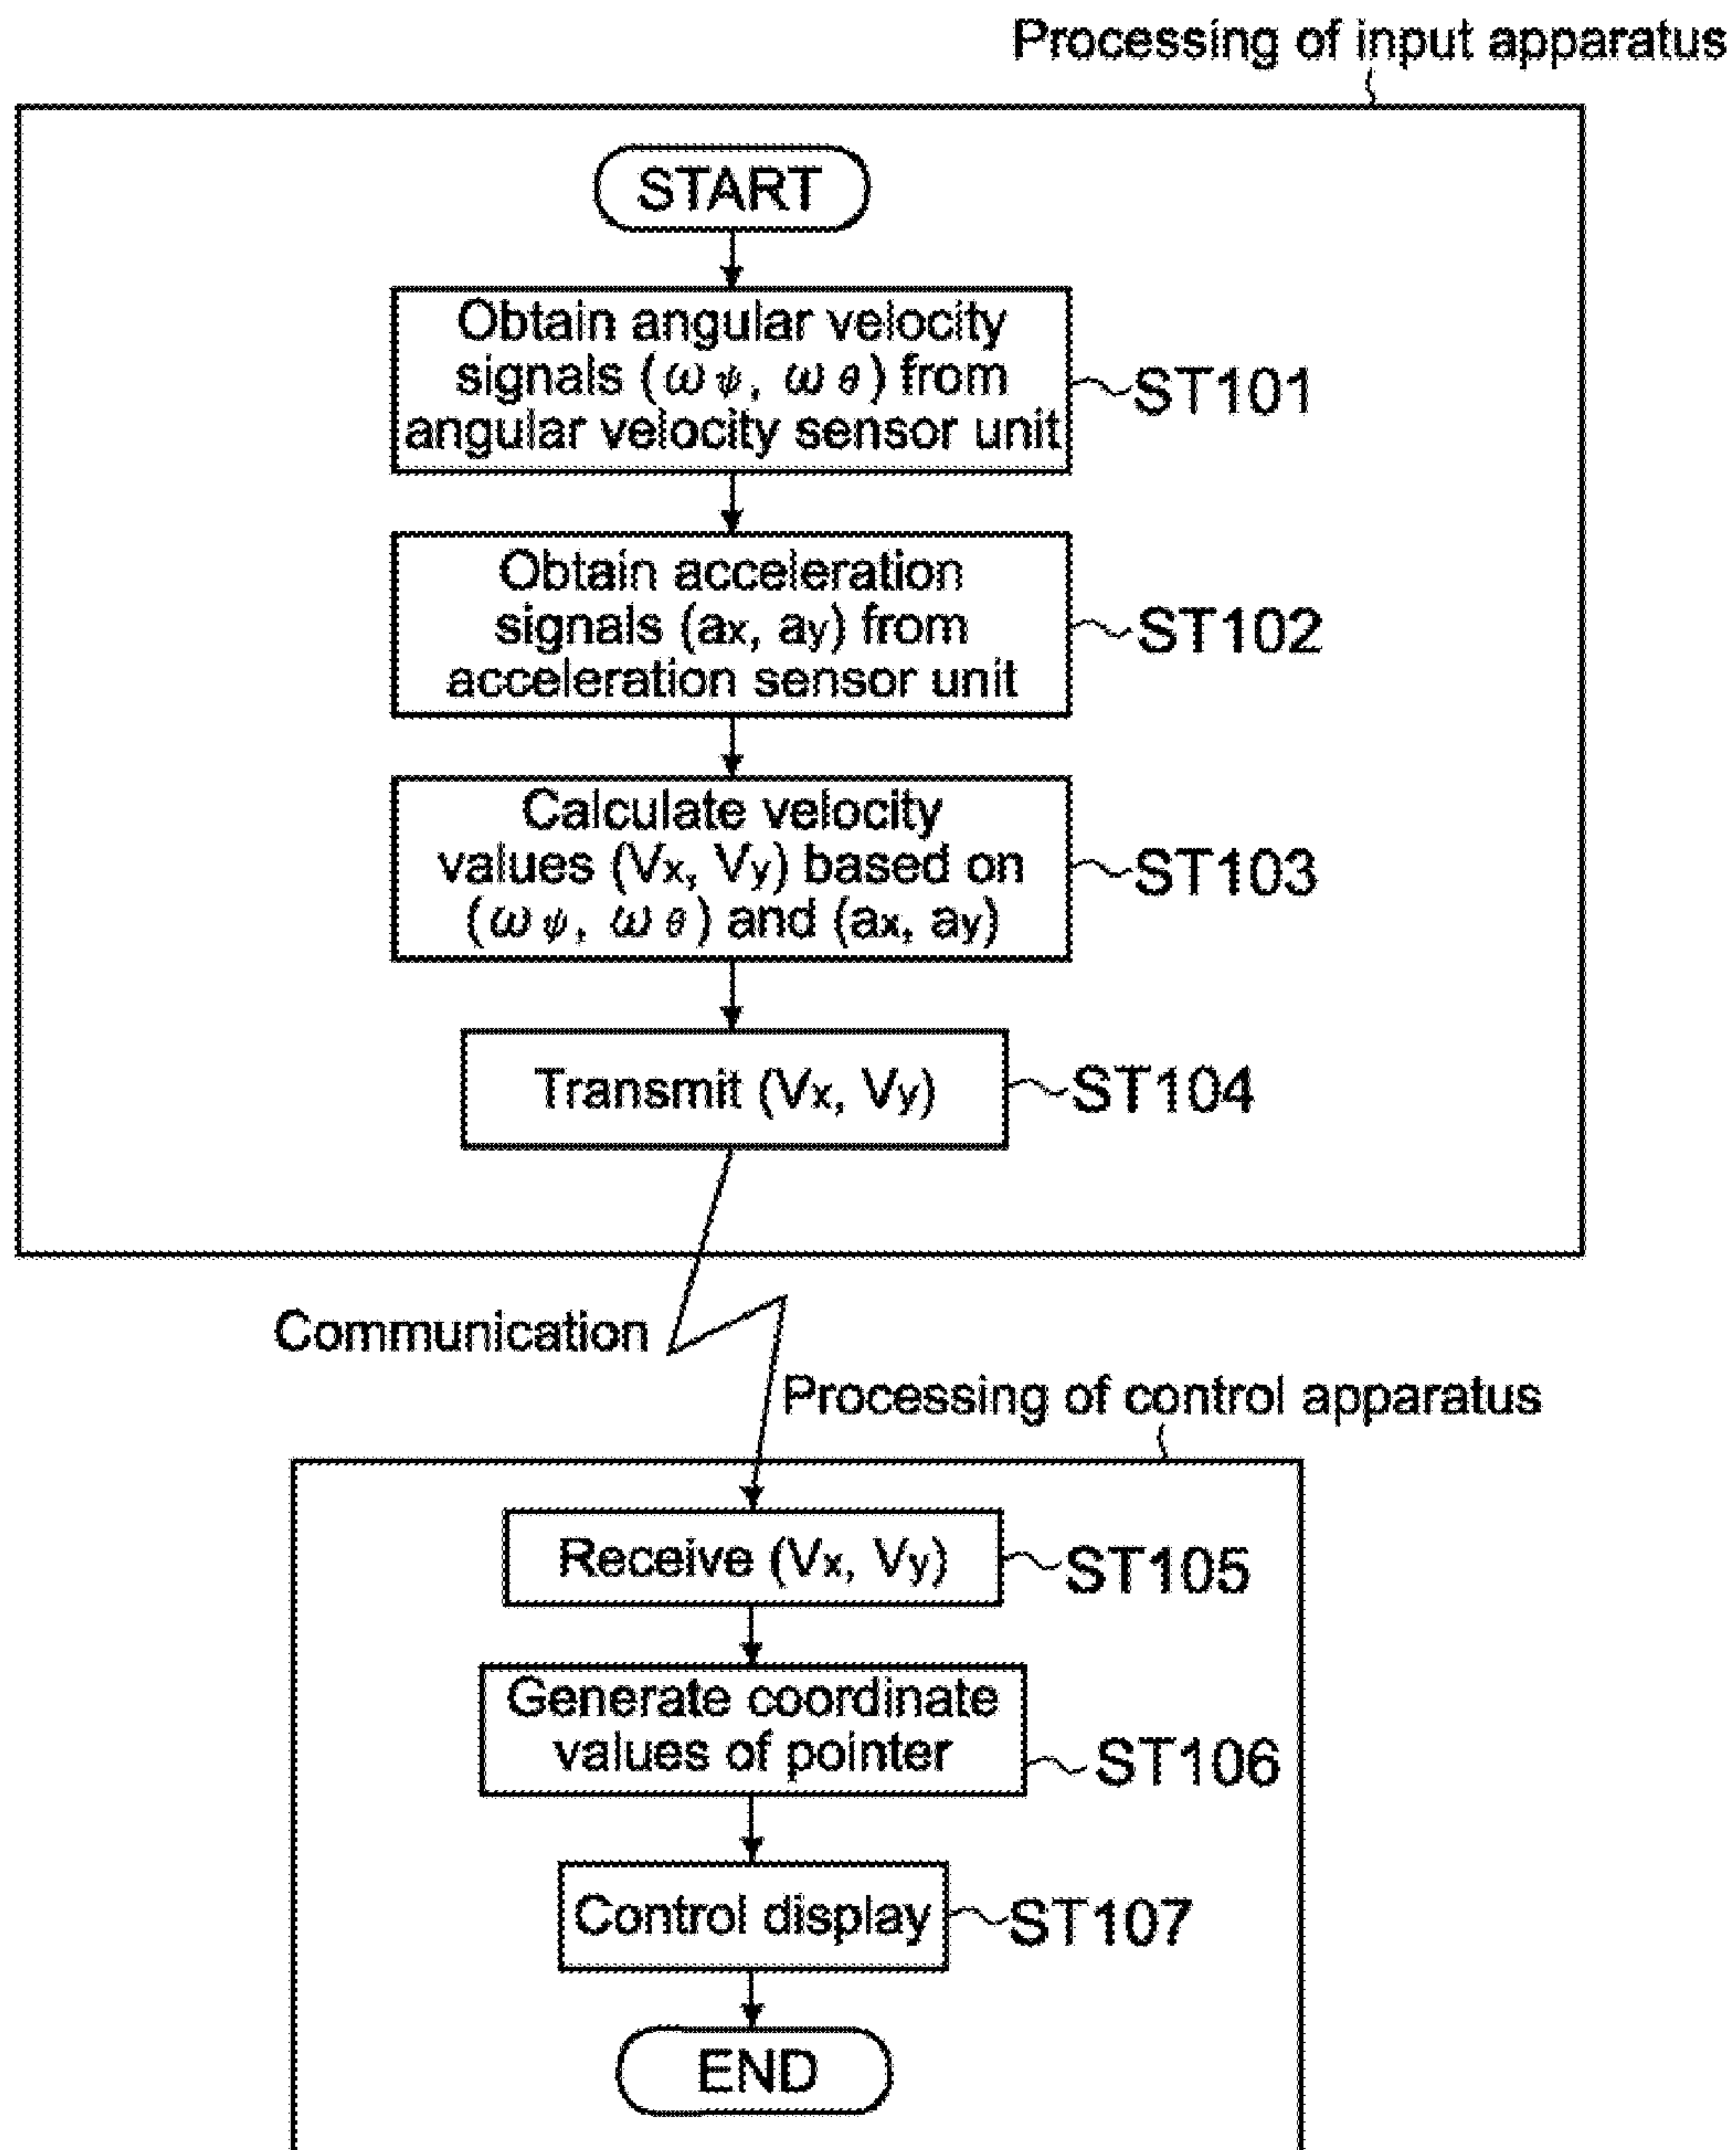 Processing of input apparatus
START
Obtain angular velocity
signals (ωψ, ωθ) from
angular velocity sensor unit
ST101
Obtain acceleration
signals (ax, ay) from
acceleration sensor unit
ST102
Calculate velocity
values (Vx, Vy) based on
(ωψ, ωθ) and (ax, ay)
ST103
Transmit (Vx, Vy)
ST104
Communication
Processing of control apparatus
Receive (Vx, Vy)
ST105
Generate coordinate
values of pointer
ST106
Control display
ST107
END